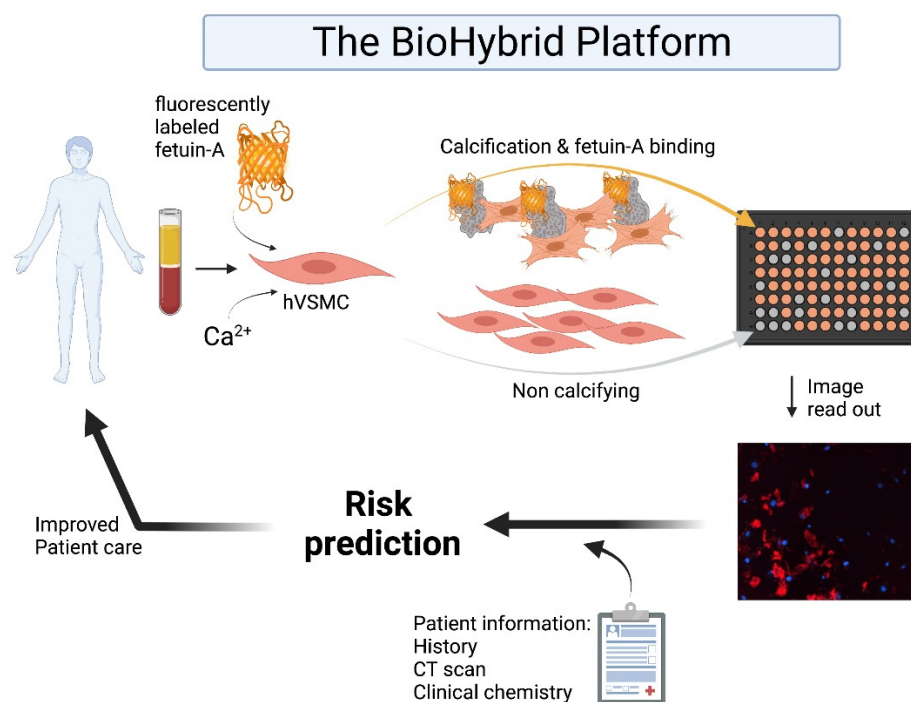 The BioHybrid Platform
fluorescently
labeled
fetuin-A
Calcification & fetuin-A binding
hVSMC
Ca²⁺
Non calcifying
Image
read out
Risk
prediction
Improved
Patient care
Patient information:
History
CT scan
Clinical chemistry